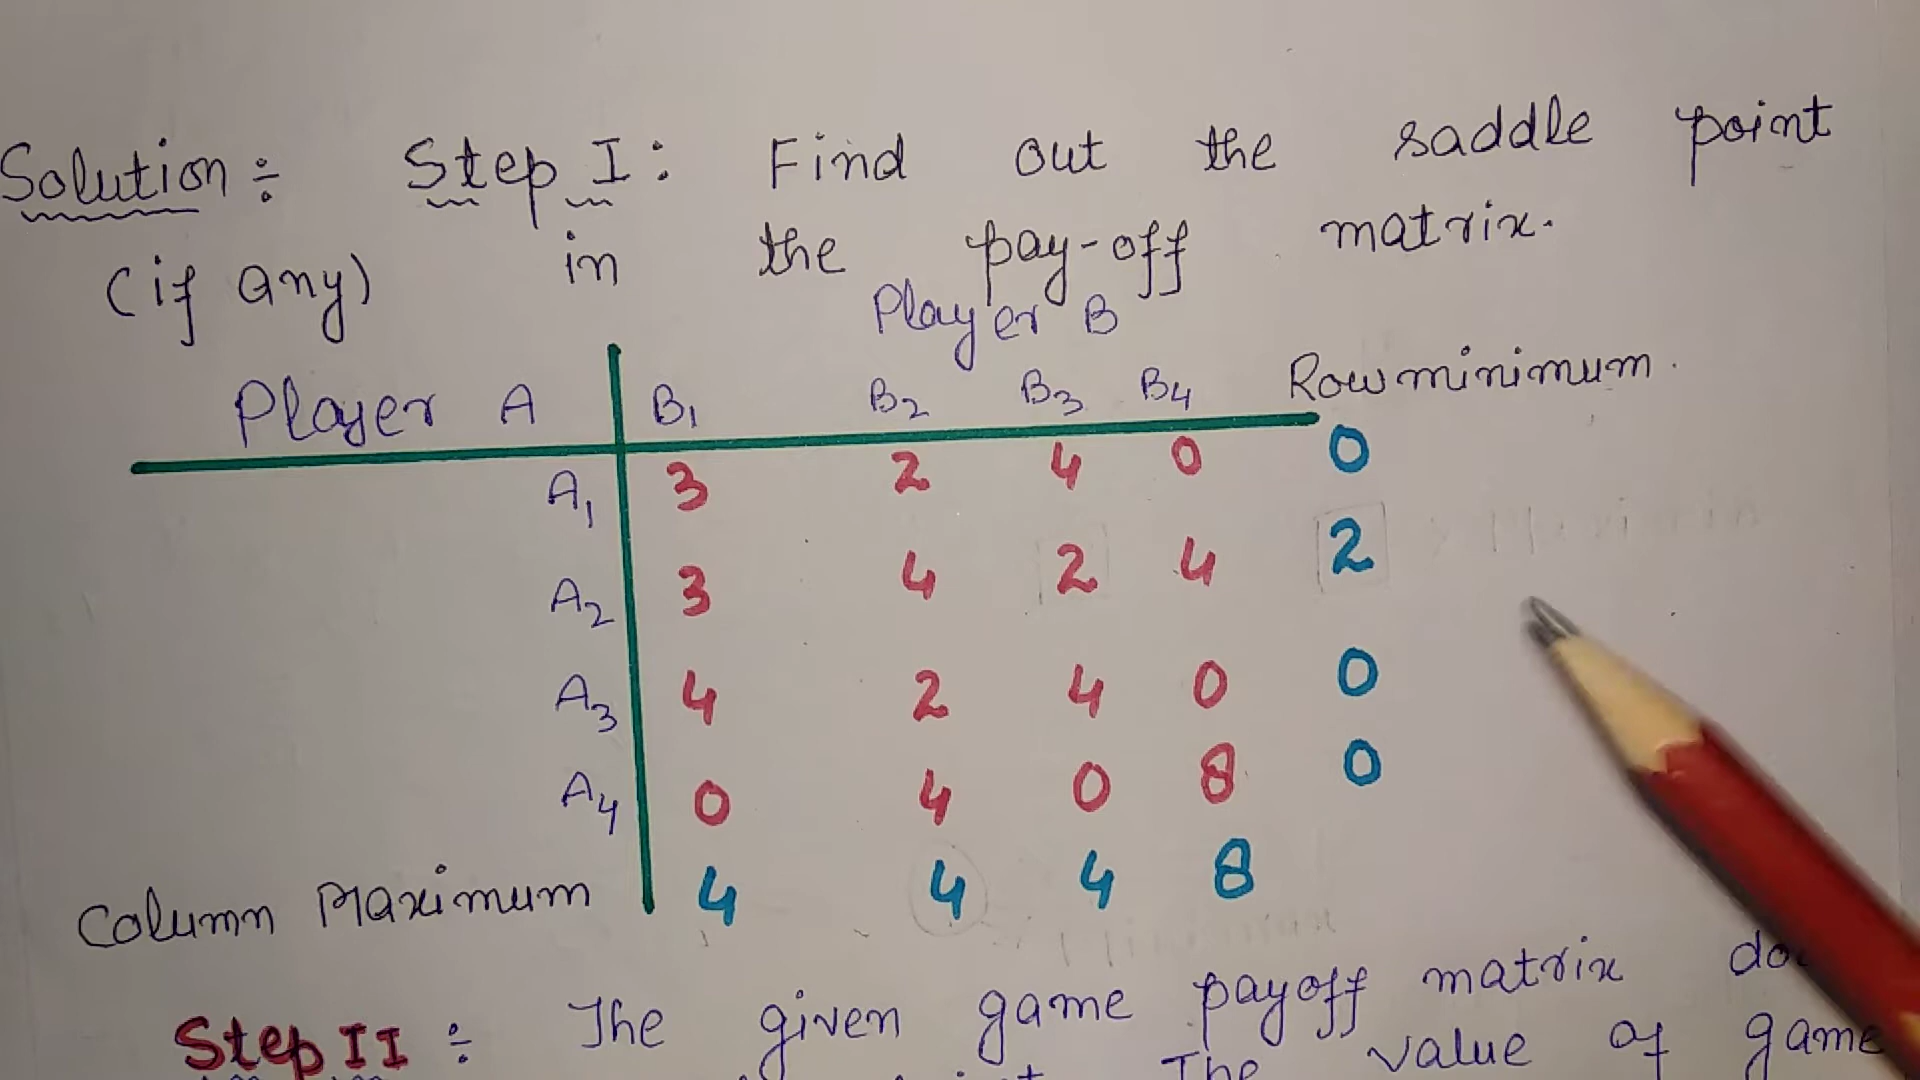 Solution ÷ Step I : Find out the saddle point
(if any) in the pay-off matrix.
Player B
Player A B1 B2 B3 B4 Row minimum.
A1 3 2 4 0 0
A2 3 4 2 4 2
A3 4 2 4 0 0
A4 0 4 0 8 0
Column Maximum 4 4 4 8
Step II ÷ The given game payoff matrix
The value of game